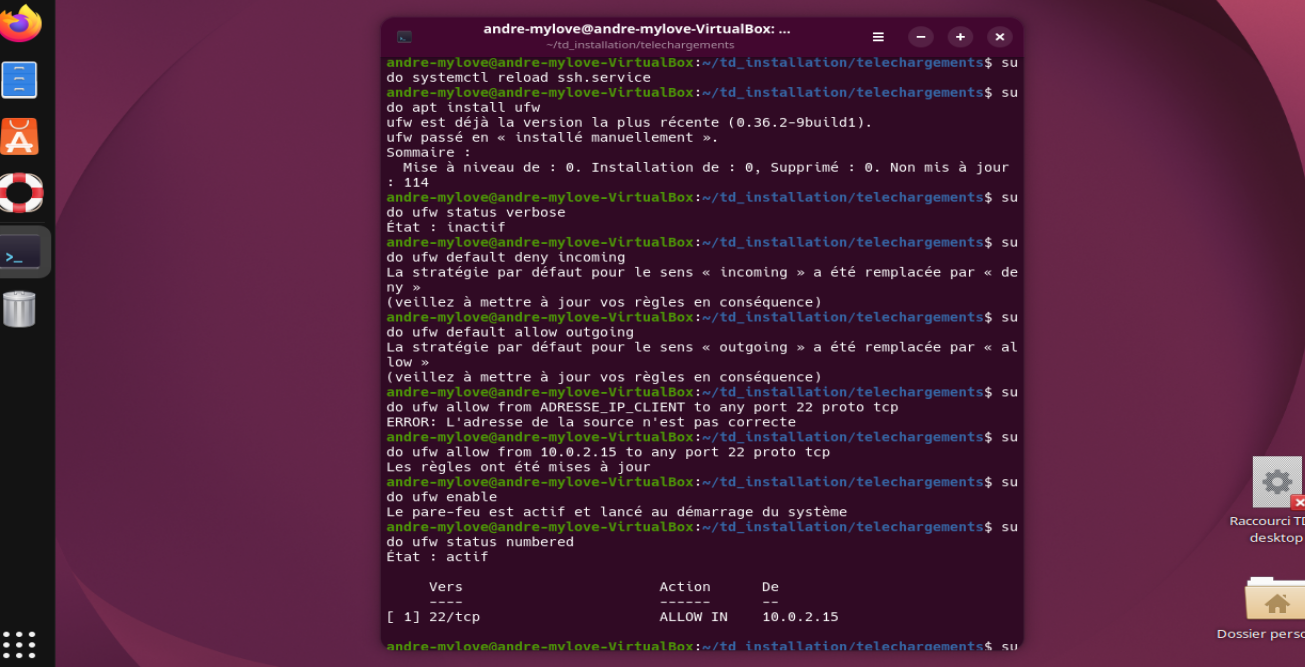 andre-mylove@andre-mylove-VirtualBox: ...
~/td_installation/telechargements
andre-mylove@andre-mylove-VirtualBox:~/td_installation/telechargements$ su
do systemctl reload ssh.service
andre-mylove@andre-mylove-VirtualBox:~/td_installation/telechargements$ su
do apt install ufw
ufw est déjà la version la plus récente (0.36.2-9build1).
ufw passé en « installé manuellement ».
Sommaire :
  Mise à niveau de : 0. Installation de : 0, Supprimé : 0. Non mis à jour
: 114
andre-mylove@andre-mylove-VirtualBox:~/td_installation/telechargements$ su
do ufw status verbose
État : inactif
andre-mylove@andre-mylove-VirtualBox:~/td_installation/telechargements$ su
do ufw default deny incoming
La stratégie par défaut pour le sens « incoming » a été remplacée par « de
ny »
(veillez à mettre à jour vos règles en conséquence)
andre-mylove@andre-mylove-VirtualBox:~/td_installation/telechargements$ su
do ufw default allow outgoing
La stratégie par défaut pour le sens « outgoing » a été remplacée par « al
low »
(veillez à mettre à jour vos règles en conséquence)
andre-mylove@andre-mylove-VirtualBox:~/td_installation/telechargements$ su
do ufw allow from ADRESSE_IP_CLIENT to any port 22 proto tcp
ERROR: L'adresse de la source n'est pas correcte
andre-mylove@andre-mylove-VirtualBox:~/td_installation/telechargements$ su
do ufw allow from 10.0.2.15 to any port 22 proto tcp
Les règles ont été mises à jour
andre-mylove@andre-mylove-VirtualBox:~/td_installation/telechargements$ su
do ufw enable
Le pare-feu est actif et lancé au démarrage du système
andre-mylove@andre-mylove-VirtualBox:~/td_installation/telechargements$ su
do ufw status numbered
État : actif
     Vers                       Action      De
     ----                       ------      --
[ 1] 22/tcp                     ALLOW IN    10.0.2.15
andre-mylove@andre-mylove-VirtualBox:~/td_installation/telechargements$ su
Raccourci
desktop
Dossier